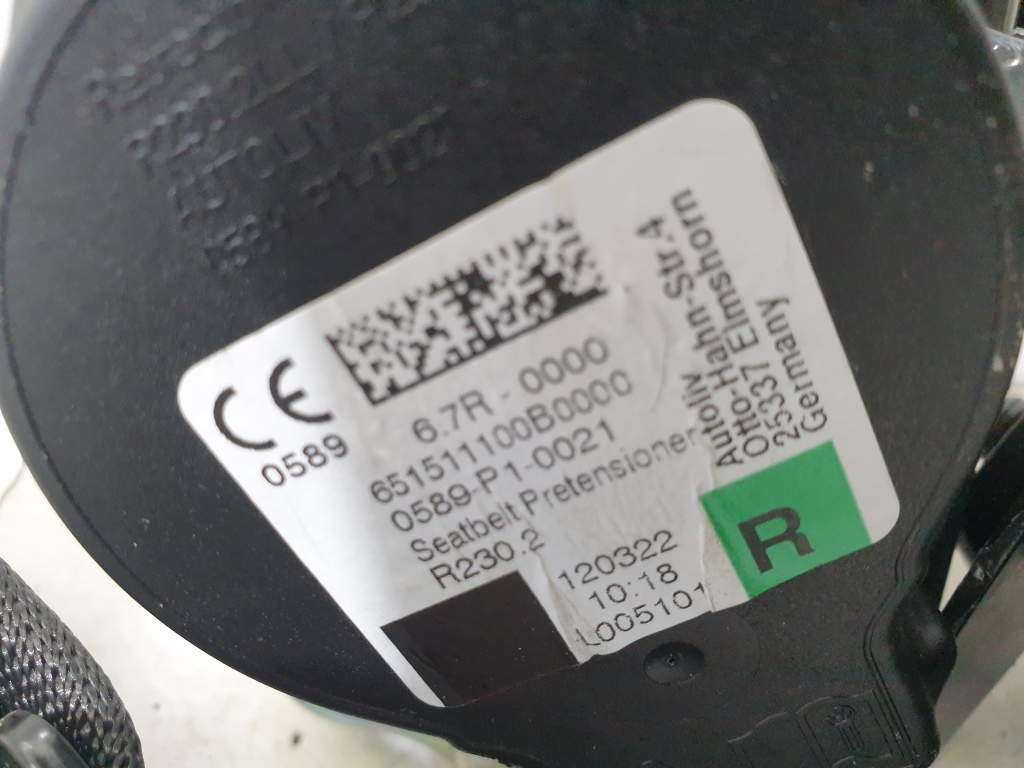 AUTOLIV
CE
0589
6.7R - 0000
651511100B0000
0589-P1-0021
Seatbelt Pretensioner
R230.2
120322
10:18
L005101
Autoliv
Otto-Hahn-Str.4
25337 Elmshorn
Germany
R